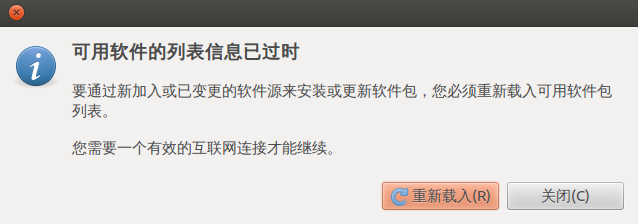 可用软件的列表信息已过时
要通过新加入或已变更的软件源来安装或更新软件包，您必须重新载入可用软件包
列表。
您需要一个有效的互联网连接才能继续。
重新载入(R)
关闭(C)